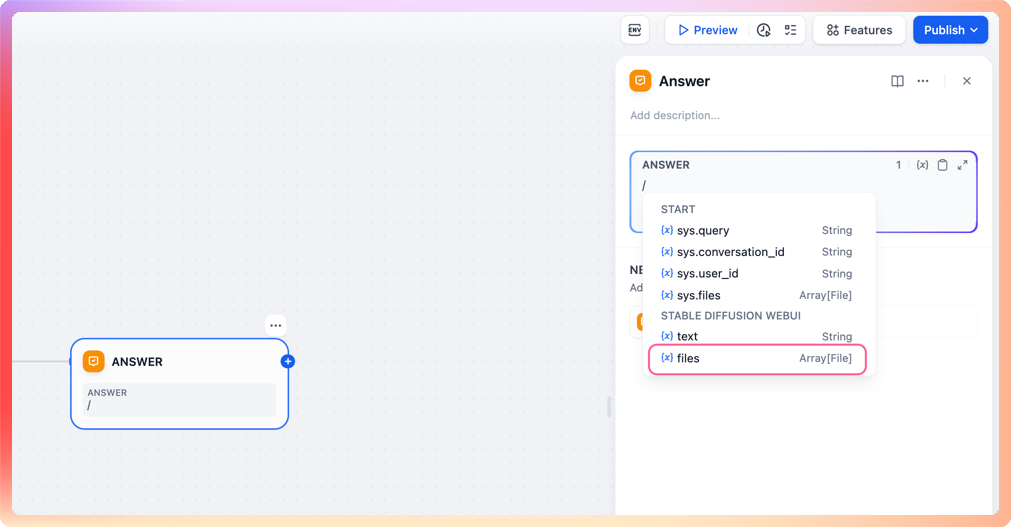 ENV
Preview
Features
Publish
Answer
Add description...
ANSWER 1 (x)
/
START
(x) sys.query String
(x) sys.conversation_id String
(x) sys.user_id String
(x) sys.files Array[File]
STABLE DIFFUSION WEBUI
(x) text String
(x) files Array[File]
NE
Ad
ANSWER
ANSWER
/